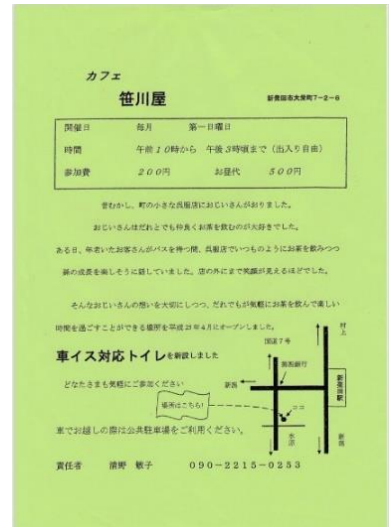 カフェ
笹川屋 新発田市大栄町7-2-6
開催日 毎月 第一日曜日
時間 午前10時から 午後3時頃まで(出入り自由)
参加費 200円 お昼代 500円
昔むかし、町の小さな呉服店におじいさんがおりました。
おじいさんはだれとでも仲良くお茶を飲むのが大好きでした。
ある日、年老いたお客さんがバスを待つ間、呉服店でいつものようにお茶を飲みつつ
孫の成長を楽しそうに話していました。店の外にまで笑顔が見えるほどでした。
そんなおじいさんの想いを大切にしつつ、だれでもが気軽にお茶を飲んで楽しい
時間を過ごすことができる場所を平成23年4月にオープンしました。
車イス対応トイレを新設しました
どなたさまも気軽にご参加ください
場所はこちら!
車でお越しの際は公共駐車場をご利用ください。
責任者 敏子 090-2215-0253
国道7号
村上
新潟
新発田駅
ココ
水原
新潟